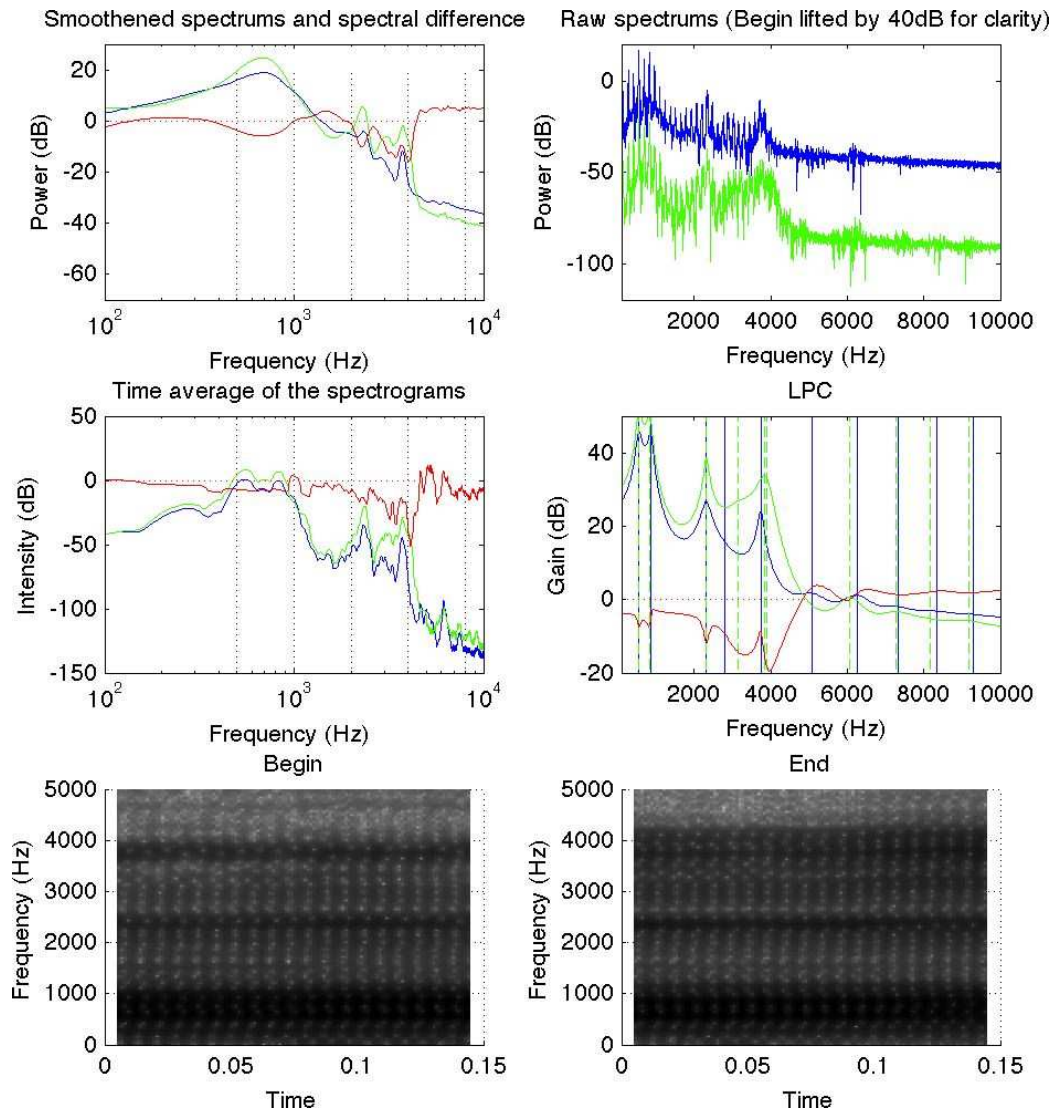 Smoothened spectrums and spectral difference
Power (dB)
20
0
-20
-40
-60
10^2
10^3
10^4
Frequency (Hz)
Raw spectrums (Begin lifted by 40dB for clarity)
Power (dB)
0
-50
-100
2000 4000 6000 8000 10000
Frequency (Hz)
Time average of the spectrograms
Intensity (dB)
50
0
-50
-100
-150
10^2
10^3
10^4
Frequency (Hz)
LPC
Gain (dB)
40
20
0
-20
2000 4000 6000 8000 10000
Frequency (Hz)
Begin
Frequency (Hz)
5000
4000
3000
2000
1000
0
0 0.05 0.1 0.15
Time
End
Frequency (Hz)
5000
4000
3000
2000
1000
0
0 0.05 0.1 0.15
Time